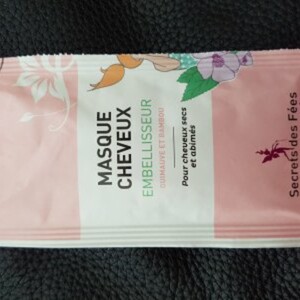 MASQUE
CHEVEUX
EMBELLISSEUR
GUIMAUVE ET BAMBOU
Pour cheveux secs
et abîmés
Secrets des Fées